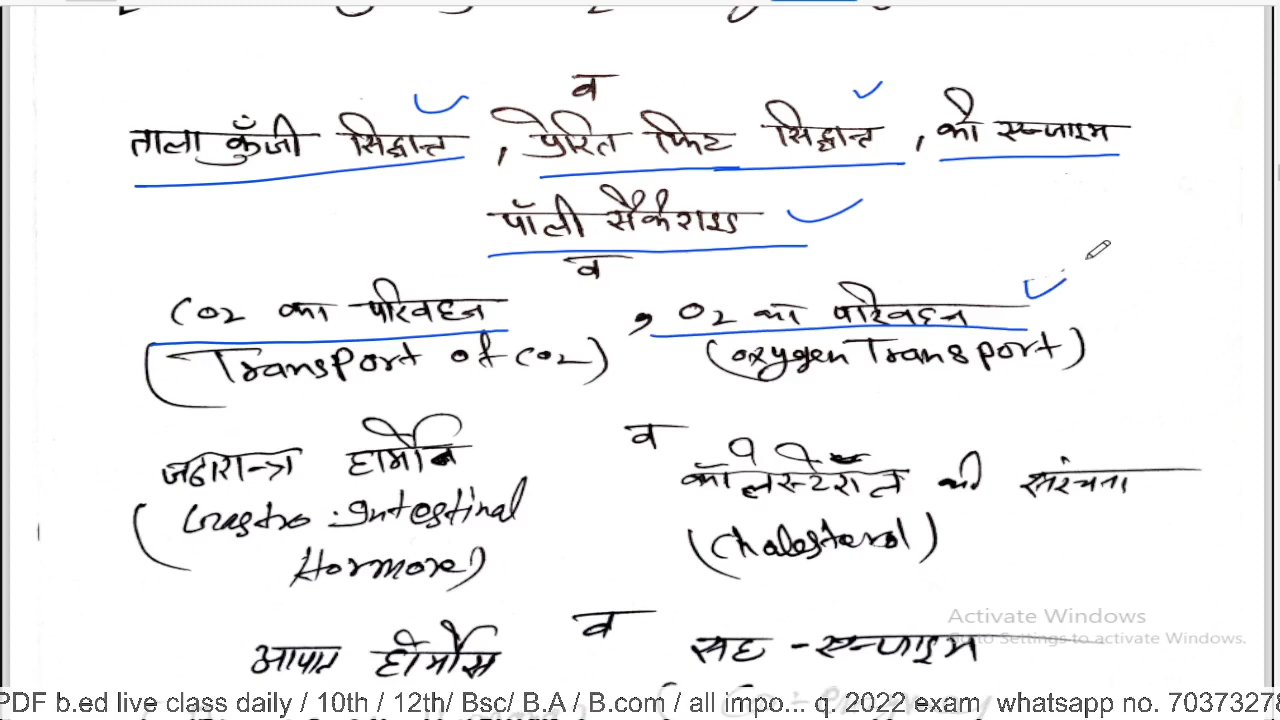 व
ताला कुँजी सिद्धान्त , प्रेरित फिट सिद्धान्त , को एन्जाइम
पॉली सैकेराइड
व
CO2 का परिवहन , O2 का परिवहन
(Transport of CO2) (oxygen Transport)
व
जठरान्त्र हार्मोन कॉलेस्टेरॉल की संरचना
(Gastro-Intestinal (Cholesterol)
Hormone)
व
आपात हार्मोंस सह - एन्जाइम
Activate Windows
Go to Settings to activate Windows.
PDF b.ed live class daily / 10th / 12th/ Bsc/ B.A / B.com / all impo... q. 2022 exam whatsapp no. 7037327